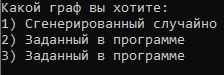 Какой граф вы хотите:
1) Сгенерированный случайно
2) Заданный в программе
3) Заданный в программе